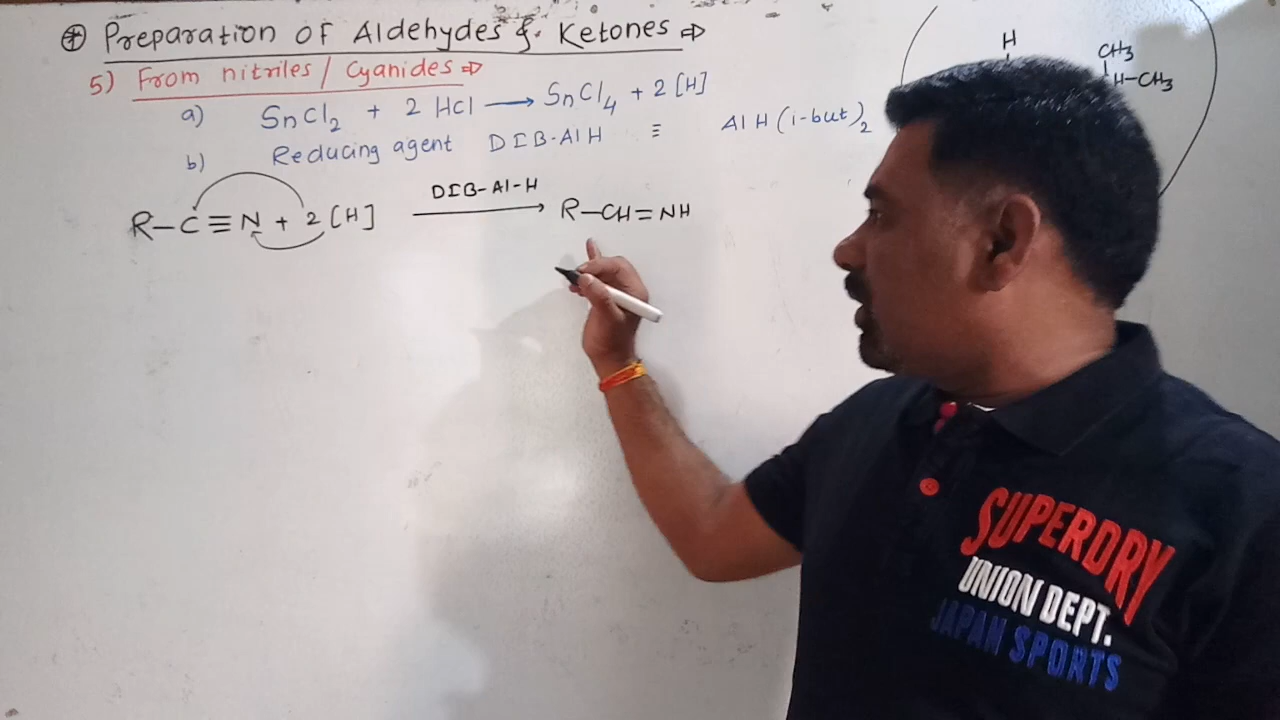 ⊕ Preparation of Aldehydes & Ketones ⇒
5) From nitriles / Cyanides ⇒
a) SnCl₂ + 2 HCl ⟶ SnCl₄ + 2 [H]
b) Reducing agent DIB-AlH ≡ AlH(i-but)₂
DIB-Al-H
R-C≡N + 2 [H] ⟶ R-CH=NH
H
CH₃
H-CH₃
SUPERDRY
UNION DEPT.
JAPAN SPORTS